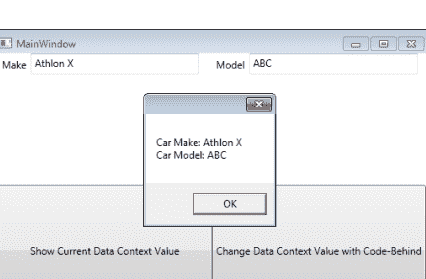 MainWindow
Make Athlon X Model ABC
Car Make: Athlon X
Car Model: ABC
OK
Show Current Data Context Value Change Data Context Value with Code-Behind